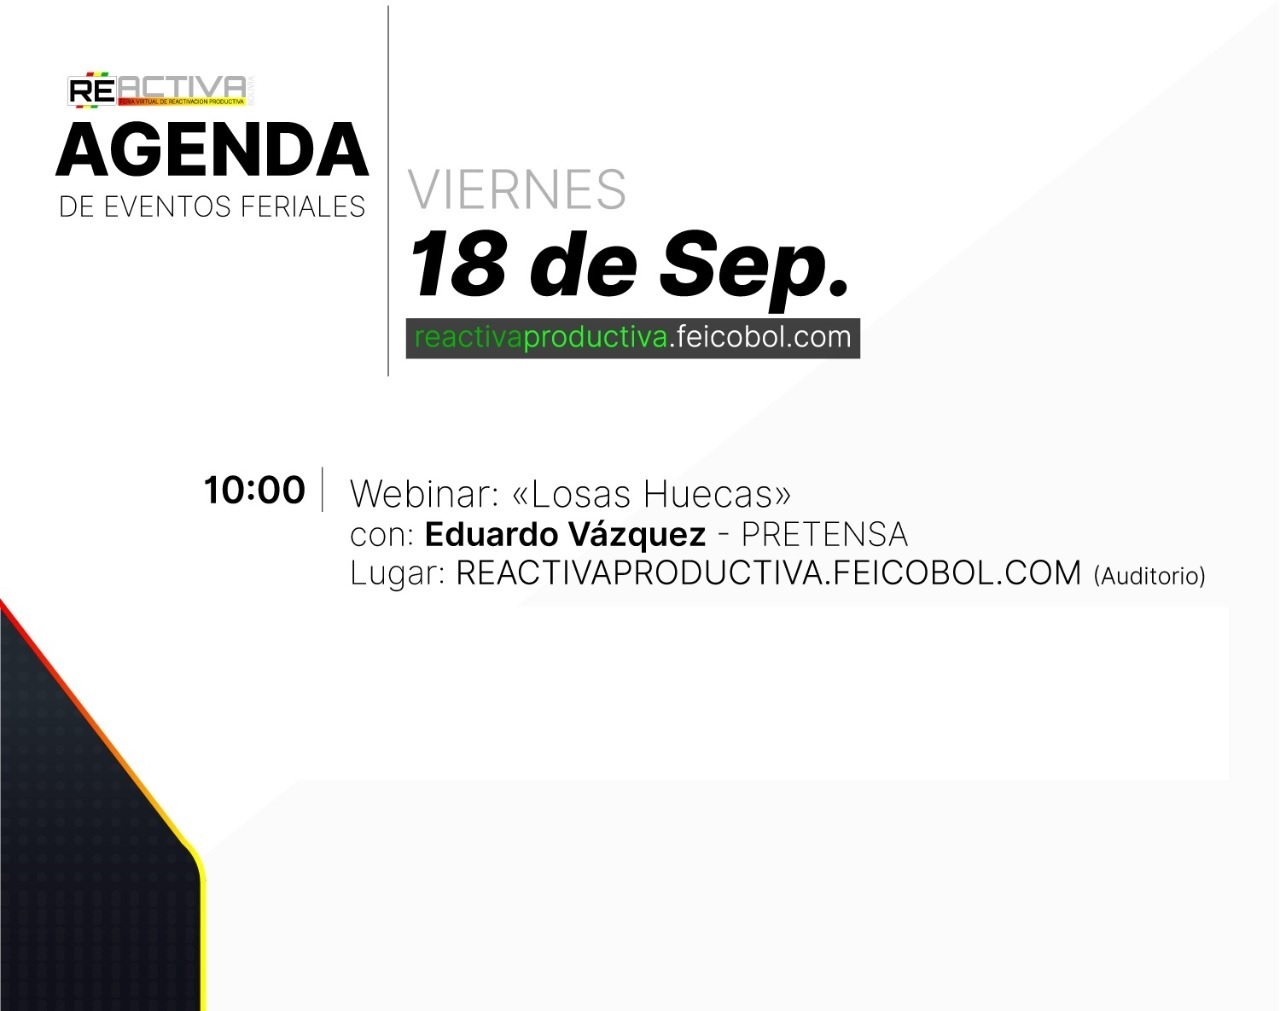 REACTIVA
FERIA VIRTUAL DE REACTIVACIÓN PRODUCTIVA
AGENDA
DE EVENTOS FERIALES
VIERNES
18 de Sep.
reactivaproductiva.feicobol.com
10:00
Webinar: «Losas Huecas»
con: Eduardo Vázquez - PRETENSA
Lugar: REACTIVAPRODUCTIVA.FEICOBOL.COM (Auditorio)